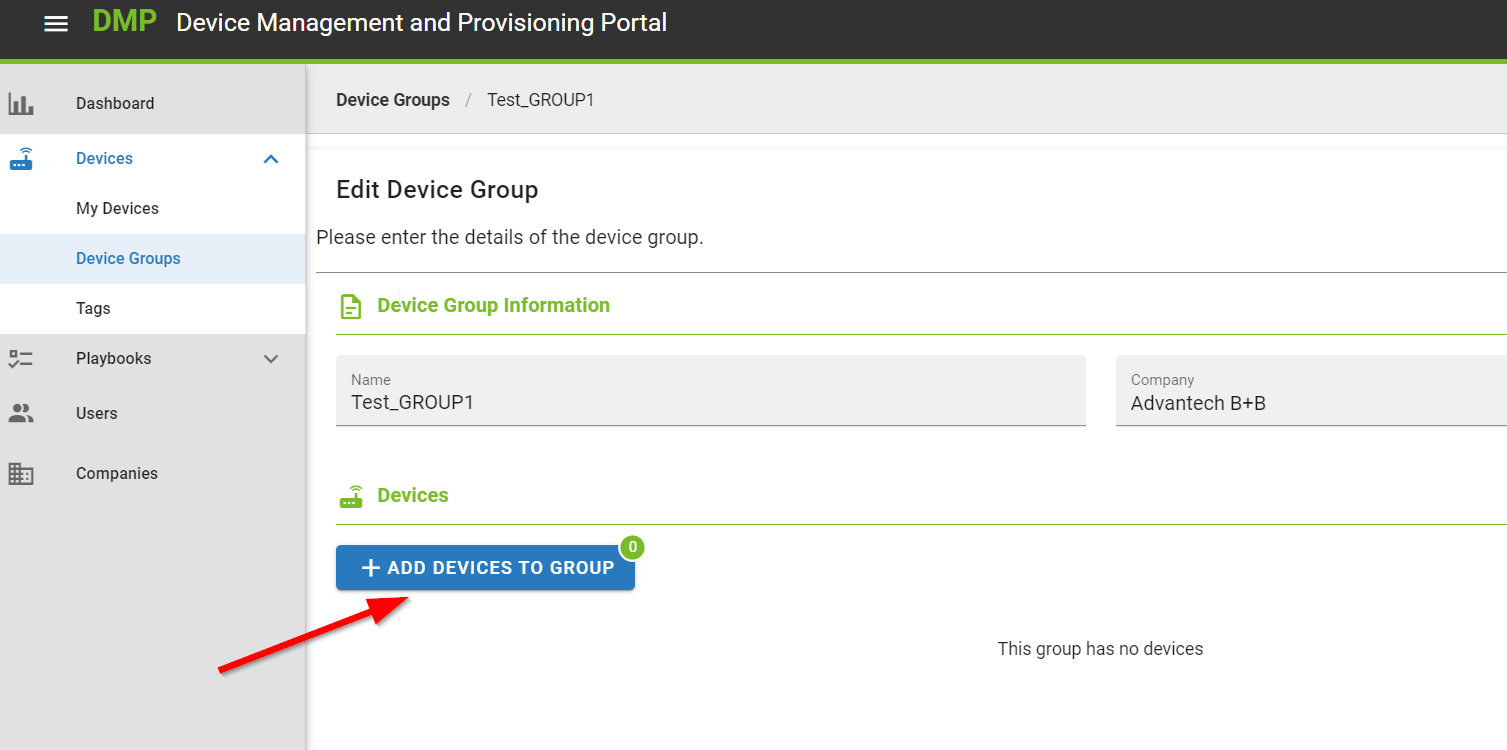 DMP Device Management and Provisioning Portal
Dashboard
Devices
My Devices
Device Groups
Tags
Playbooks
Users
Companies
Device Groups / Test_GROUP1
Edit Device Group
Please enter the details of the device group.
Device Group Information
Name
Test_GROUP1
Company
Advantech B+B
Devices
+ ADD DEVICES TO GROUP 0
This group has no devices